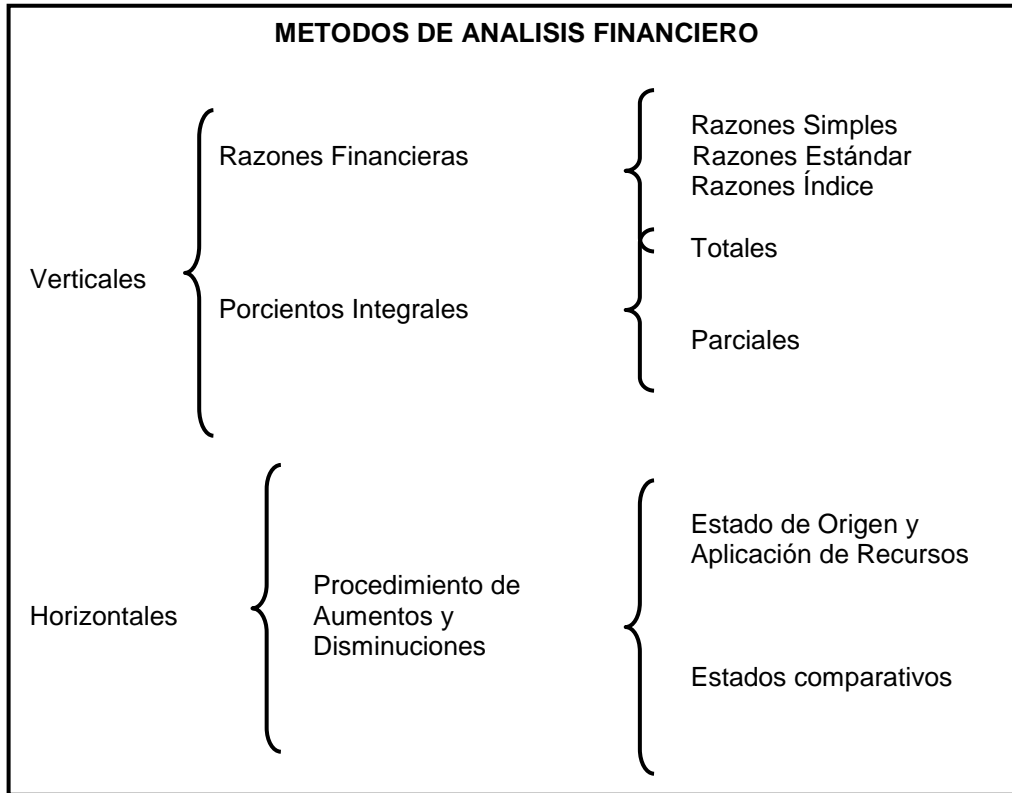 METODOS DE ANALISIS FINANCIERO
Verticales
Razones Financieras
Razones Simples
Razones Estándar
Razones Índice
Porcientos Integrales
Totales
Parciales
Horizontales
Procedimiento de
Aumentos y
Disminuciones
Estado de Origen y
Aplicación de Recursos
Estados comparativos